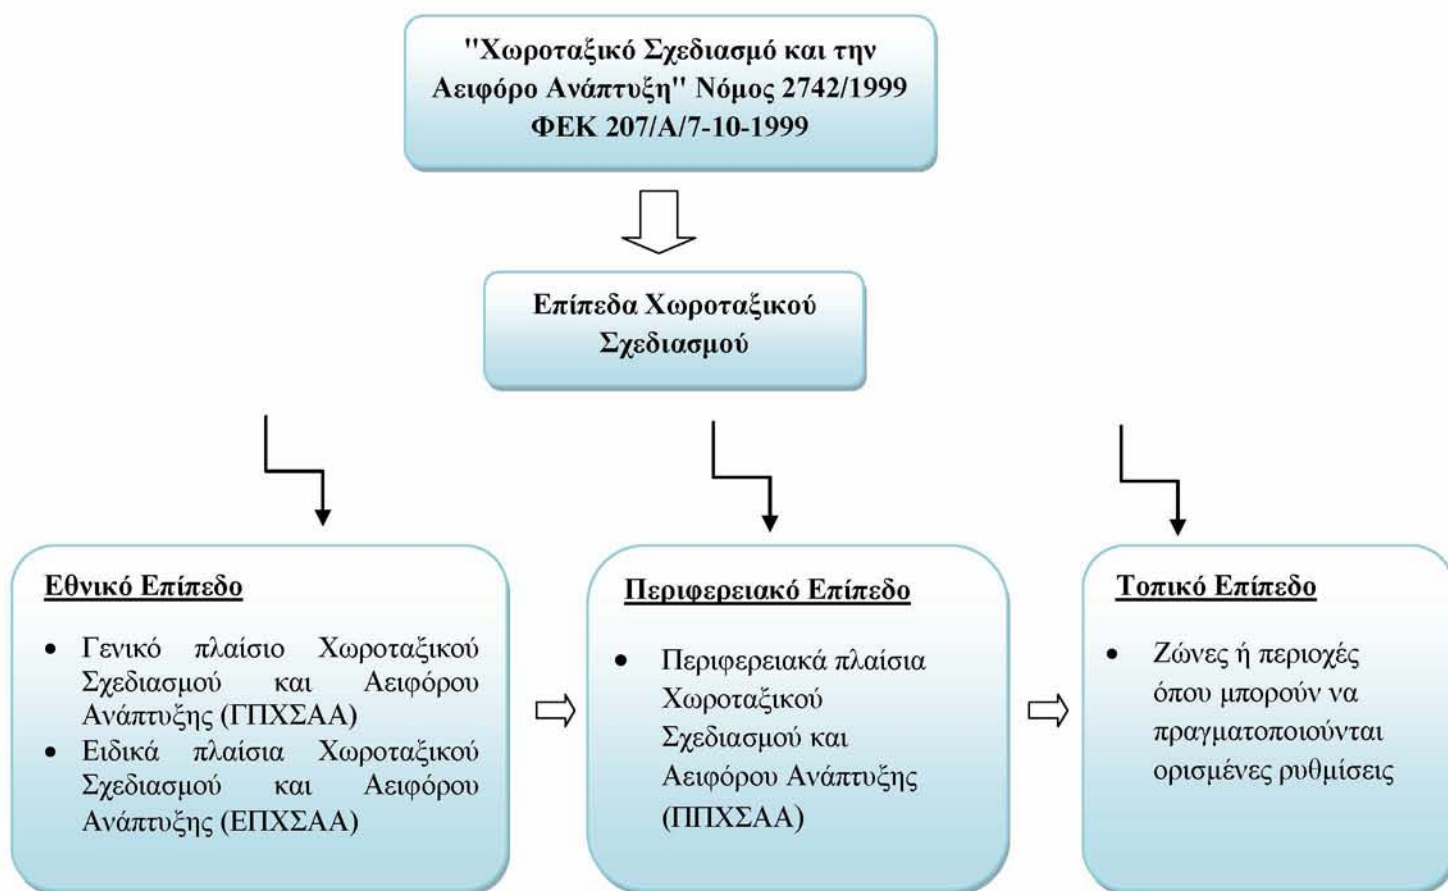 "Χωροταξικό Σχεδιασμό και την
Αειφόρο Ανάπτυξη" Νόμος 2742/1999
ΦΕΚ 207/Α/7-10-1999
Επίπεδα Χωροταξικού
Σχεδιασμού
Εθνικό Επίπεδο
• Γενικό πλαίσιο Χωροταξικού
Σχεδιασμού και Αειφόρου
Ανάπτυξης (ΓΠΧΣΑΑ)
• Ειδικά πλαίσια Χωροταξικού
Σχεδιασμού και Αειφόρου
Ανάπτυξης (ΕΠΧΣΑΑ)
Περιφερειακό Επίπεδο
• Περιφερειακά πλαίσια
Χωροταξικού
Σχεδιασμού και
Αειφόρου Ανάπτυξης
(ΠΠΧΣΑΑ)
Τοπικό Επίπεδο
• Ζώνες ή περιοχές
όπου μπορούν να
πραγματοποιούνται
ορισμένες ρυθμίσεις